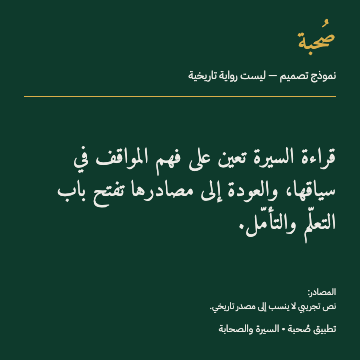 صُحبة
نموذج تصميم — ليست رواية تاريخية
قراءة السيرة تعين على فهم المواقف في
سياقها، والعودة إلى مصادرها تفتح باب
التعلّم والتأمّل.
المصادر:
نص تجريبي لا ينسب إلى مصدر تاريخي.
تطبيق صُحبة • السيرة والصحابة